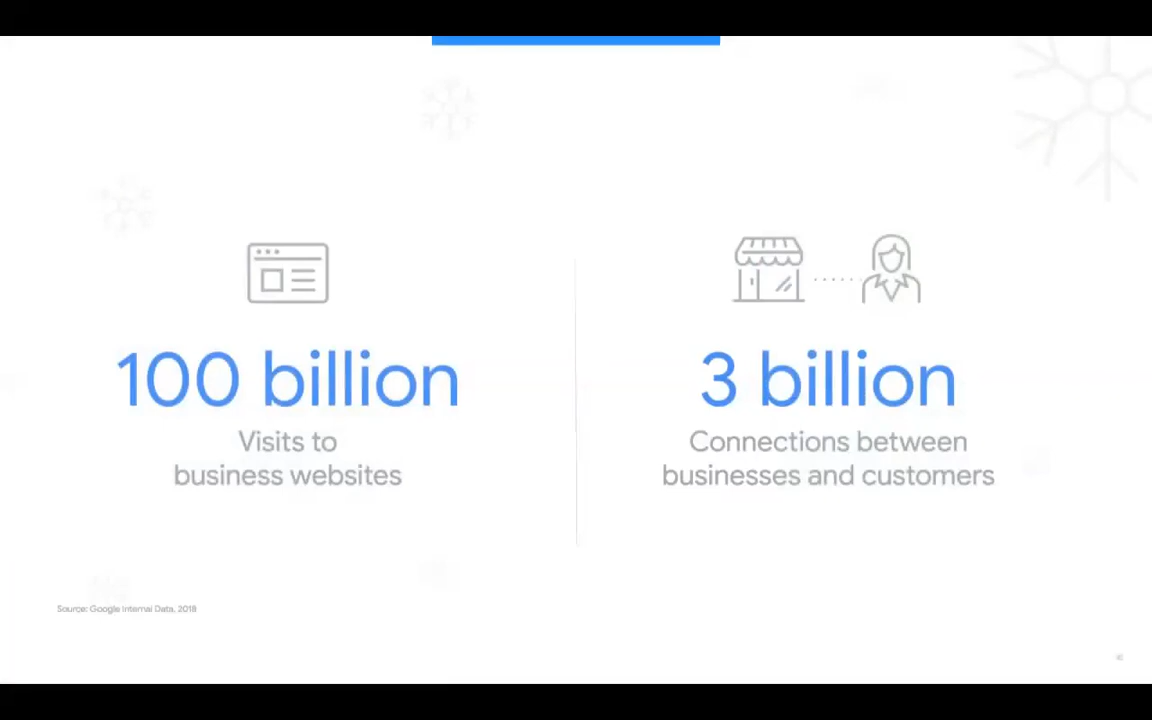 100 billion
Visits to
business websites
3 billion
Connections between
businesses and customers
Source: Google Internal Data, 2018